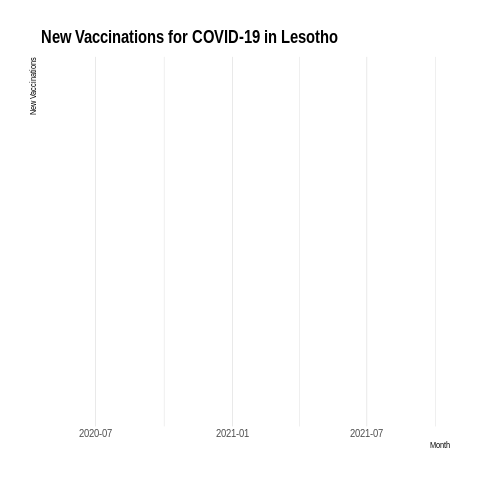 New Vaccinations for COVID-19 in Lesotho
New Vaccinations
2020-07
2021-01
2021-07
Month